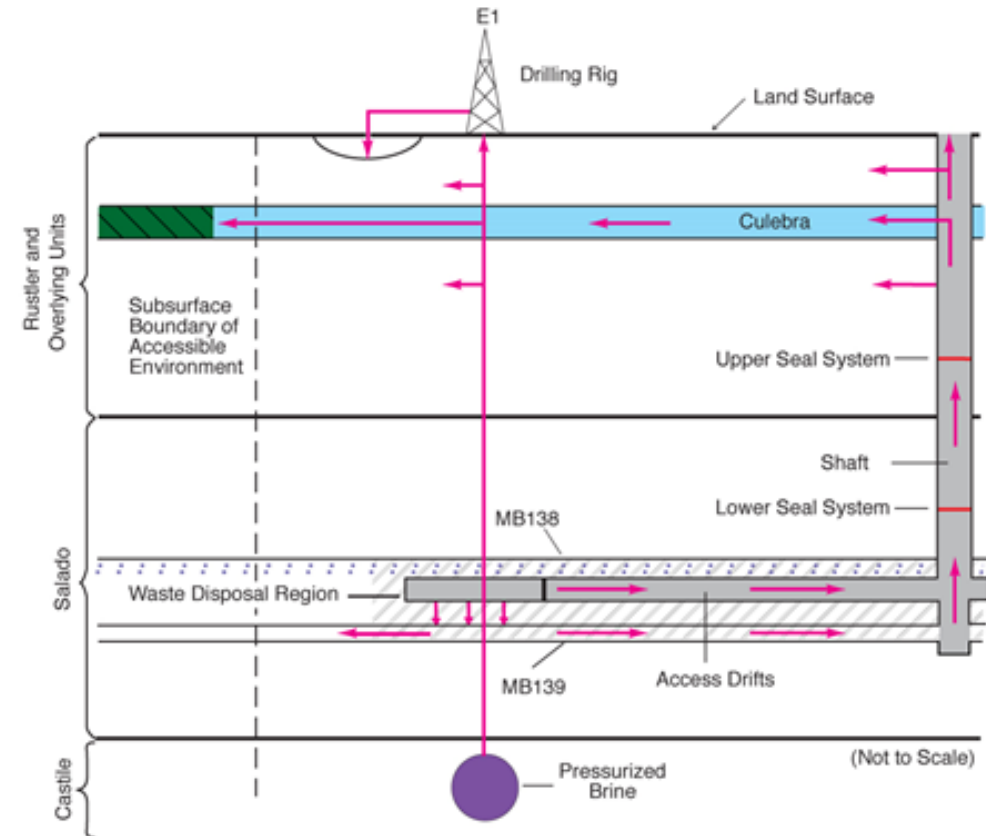 E1
Drilling Rig
Land Surface
Rustler and
Overlying Units
Culebra
Subsurface
Boundary of
Accessible
Environment
Upper Seal System
Shaft
Lower Seal System
MB138
Salado
Waste Disposal Region
MB139
Access Drifts
(Not to Scale)
Castile
Pressurized
Brine